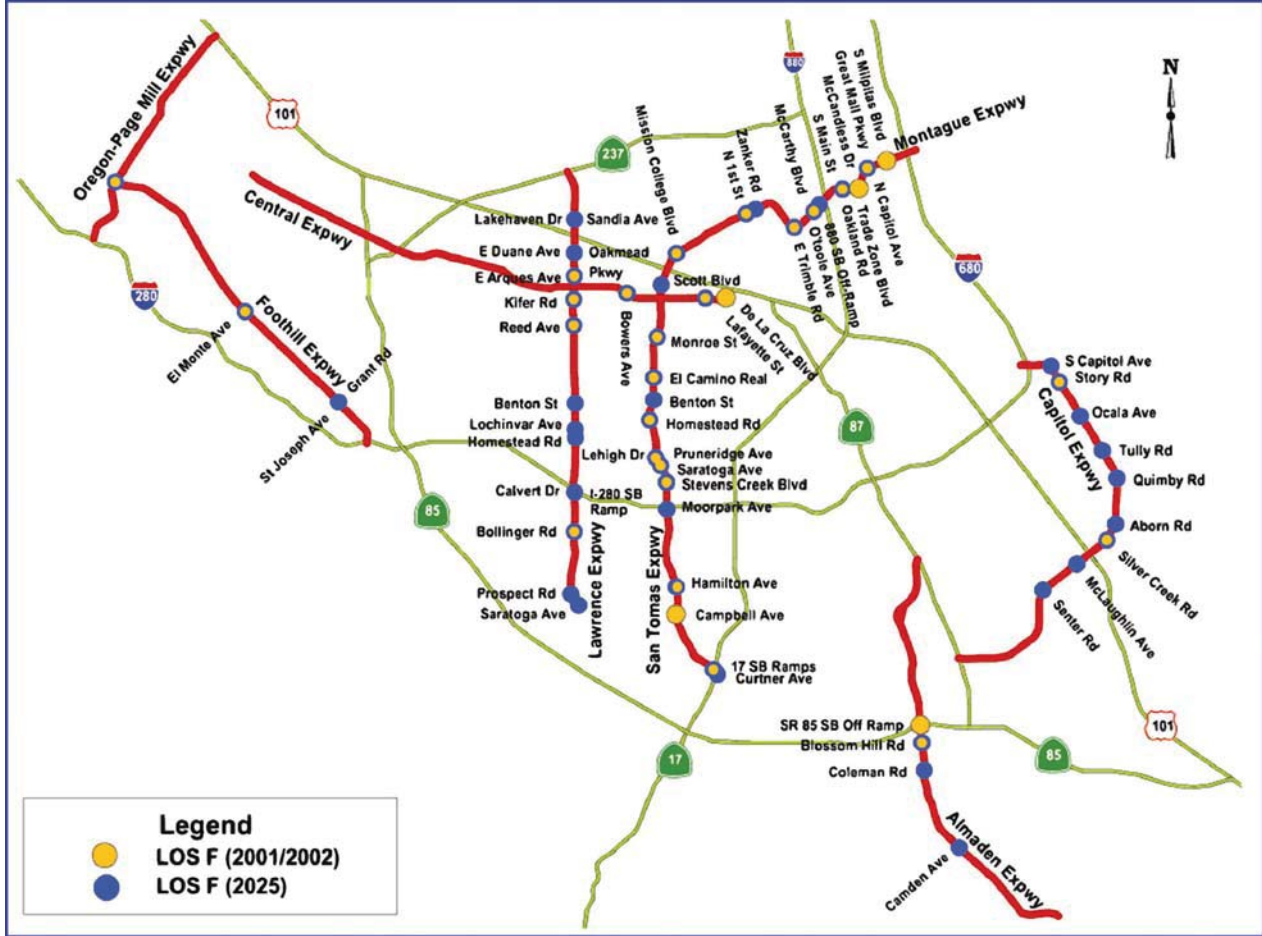 Oregon-Page Mill Expwy
101
237
880
N
S Milpitas Blvd
Great Mall Pkwy
McCandless Dr
S Main St
McCarthy Blvd
Zanker Rd
N 1st St
Mission College Blvd
Montague Expwy
N Capitol Ave
Trade Zone Blvd
Oakland Rd
880 SB Off-Ramp
O'toole Ave
E Trimble Rd
Central Expwy
Lakehaven Dr
Sandia Ave
E Duane Ave
Oakmead
Pkwy
E Arques Ave
Kifer Rd
Reed Ave
Scott Blvd
Bowers Ave
De La Cruz Blvd
Lafayette St
Monroe St
El Camino Real
Benton St
Homestead Rd
Pruneridge Ave
Lehigh Dr
Saratoga Ave
Stevens Creek Blvd
Moorpark Ave
Hamilton Ave
Campbell Ave
17 SB Ramps
Curtner Ave
San Tomas Expwy
Benton St
Lochinvar Ave
Homestead Rd
Calvert Dr
I-280 SB
Ramp
Bollinger Rd
Prospect Rd
Saratoga Ave
Lawrence Expwy
280
El Monte Ave
Foothill Expwy
Grant Rd
St Joseph Ave
85
680
87
S Capitol Ave
Story Rd
Ocala Ave
Tully Rd
Quimby Rd
Aborn Rd
Silver Creek Rd
McLaughlin Ave
Senter Rd
Capitol Expwy
SR 85 SB Off Ramp
Blossom Hill Rd
Coleman Rd
Camden Ave
Almaden Expwy
17
85
101
Legend
LOS F (2001/2002)
LOS F (2025)